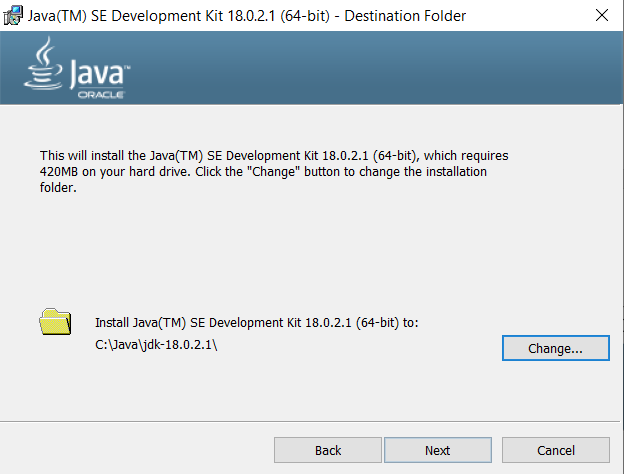 Java(TM) SE Development Kit 18.0.2.1 (64-bit) - Destination Folder
Java™
ORACLE
This will install the Java(TM) SE Development Kit 18.0.2.1 (64-bit), which requires
420MB on your hard drive. Click the "Change" button to change the installation
folder.
Install Java(TM) SE Development Kit 18.0.2.1 (64-bit) to:
C:\Java\jdk-18.0.2.1\
Change...
Back
Next
Cancel